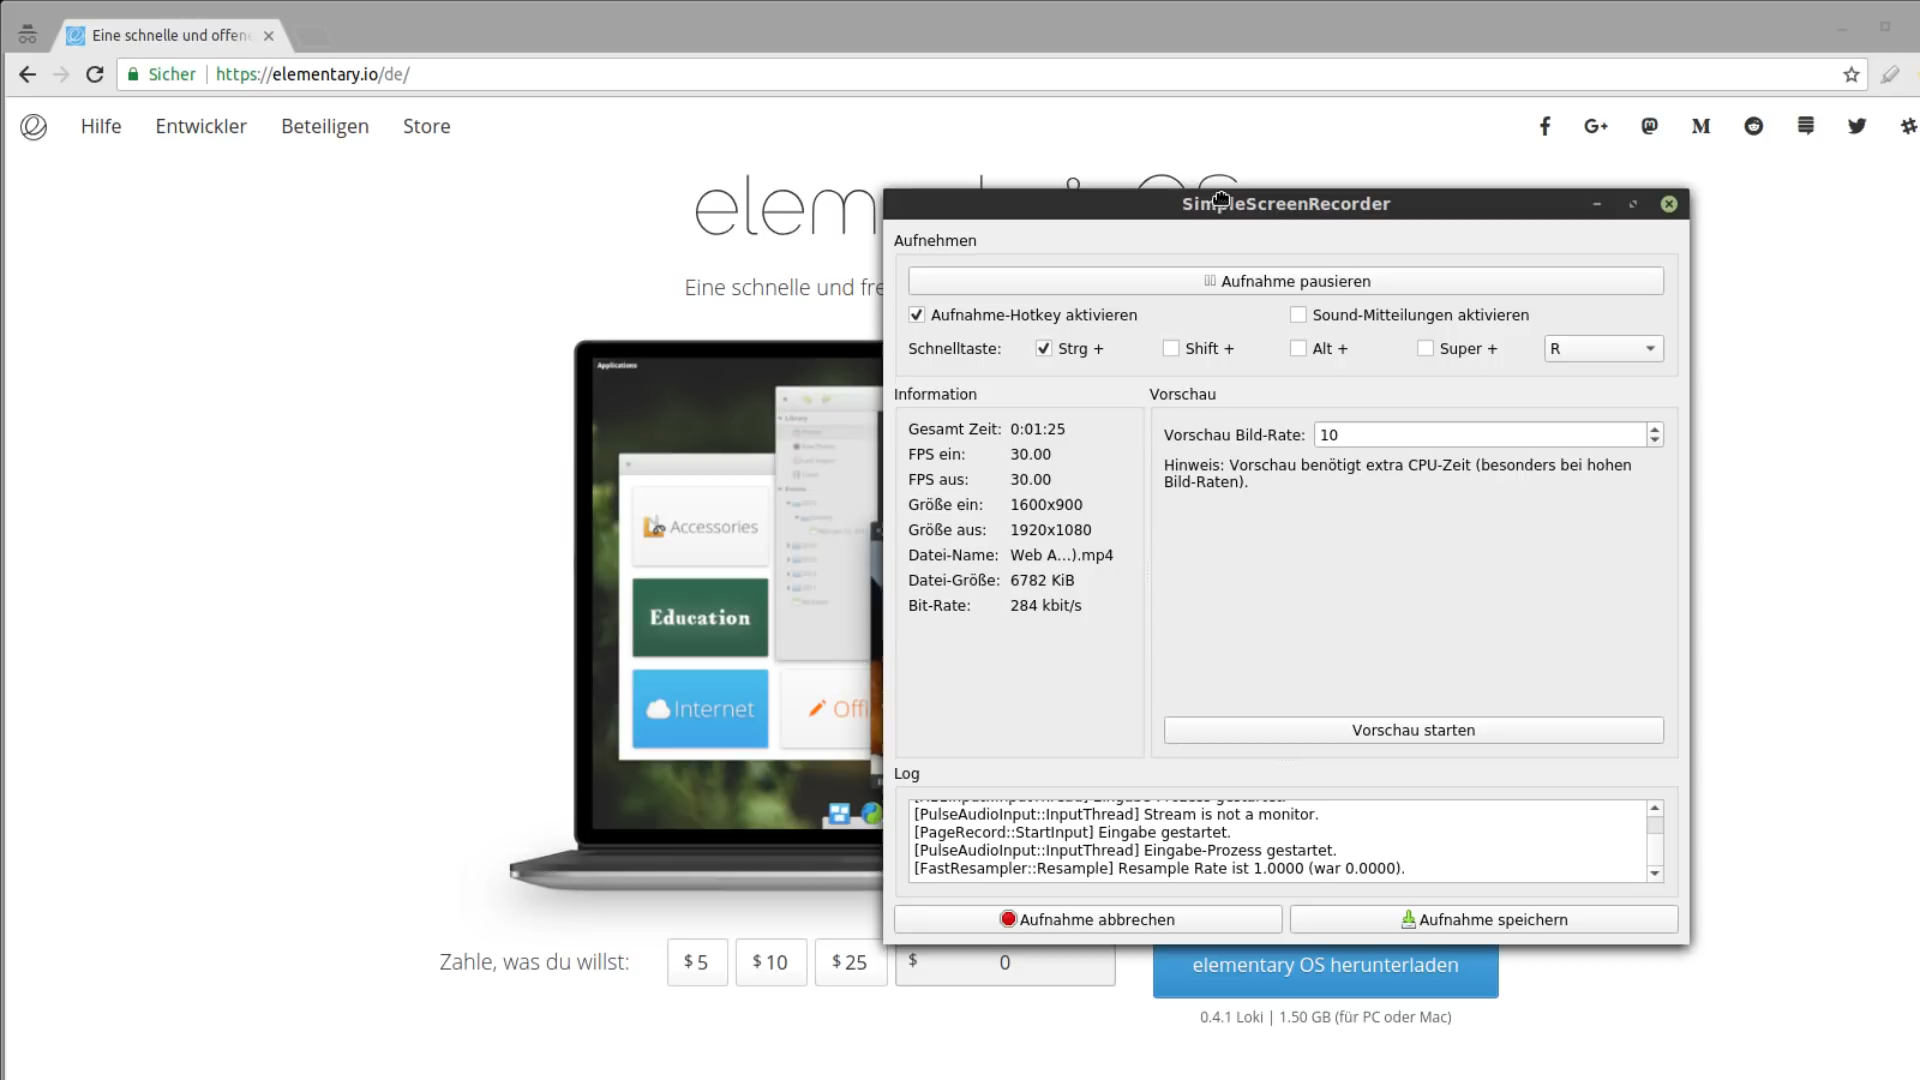 Eine schnelle und offen
Sicher https://elementary.io/de/
Hilfe Entwickler Beteiligen Store
elem
SimpleScreenRecorder
Aufnehmen
Eine schnelle und fre
Aufnahme pausieren
Aufnahme-Hotkey aktivieren Sound-Mitteilungen aktivieren
Schnelltaste: Strg + Shift + Alt + Super + R
Applications
Information Vorschau
Library
Gesamt Zeit: 0:01:25
Vorschau Bild-Rate: 10
FPS ein: 30.00
Hinweis: Vorschau benötigt extra CPU-Zeit (besonders bei hohen
Bild-Raten).
FPS aus: 30.00
Größe ein: 1600x900
Größe aus: 1920x1080
Accessories
Datei-Name: Web A...).mp4
Datei-Größe: 6782 KiB
Bit-Rate: 284 kbit/s
Education
Internet Offi
Vorschau starten
Log
[PulseAudioInput::InputThread] Stream is not a monitor.
[PageRecord::StartInput] Eingabe gestartet.
[PulseAudioInput::InputThread] Eingabe-Prozess gestartet.
[FastResampler::Resample] Resample Rate ist 1.0000 (war 0.0000).
Aufnahme abbrechen Aufnahme speichern
Zahle, was du willst: $ 5 $ 10 $ 25 $ 0 elementary OS herunterladen
0.4.1 Loki | 1.50 GB (für PC oder Mac)